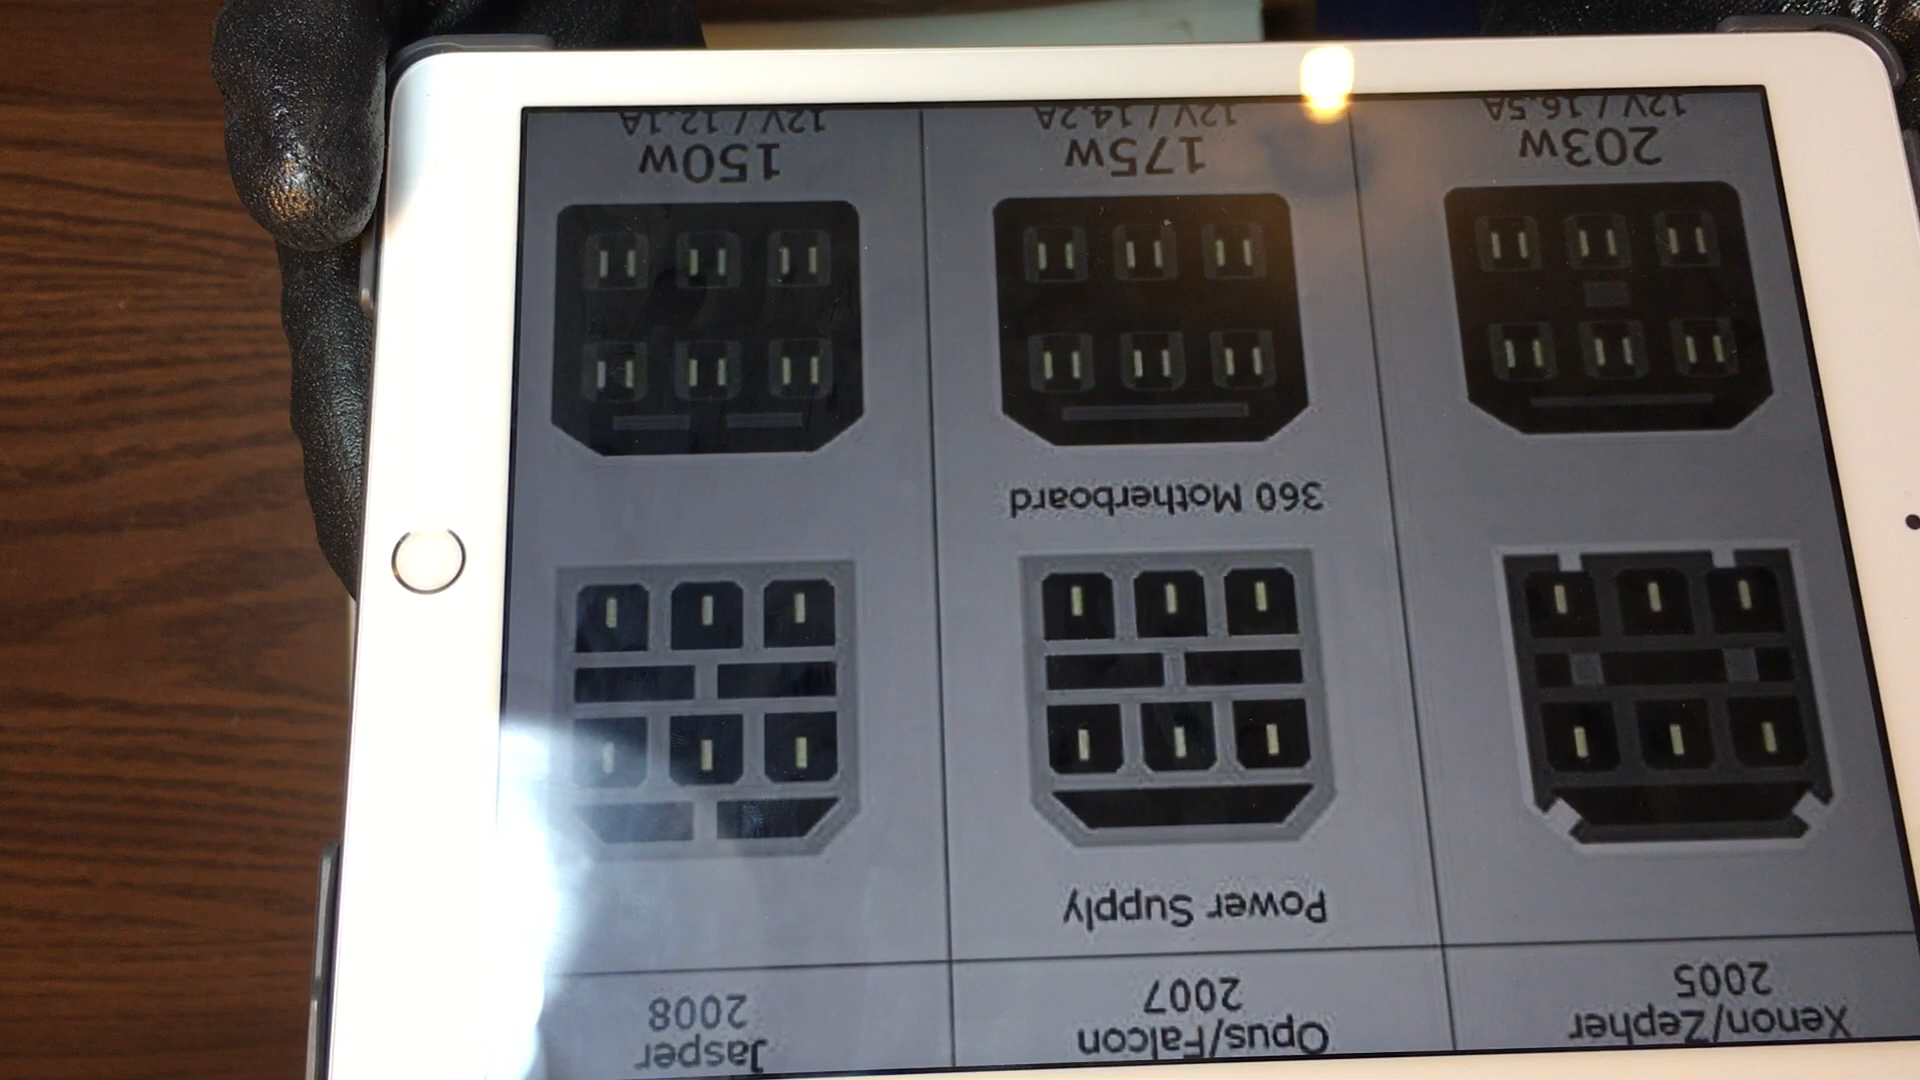 Xenon/Zepher
2005
Opus/Falcon
2007
Jasper
2008
Power Supply
360 Motherboard
203w
12V / 16.5A
175w
12V / 14.2A
150w
12V / 12.1A